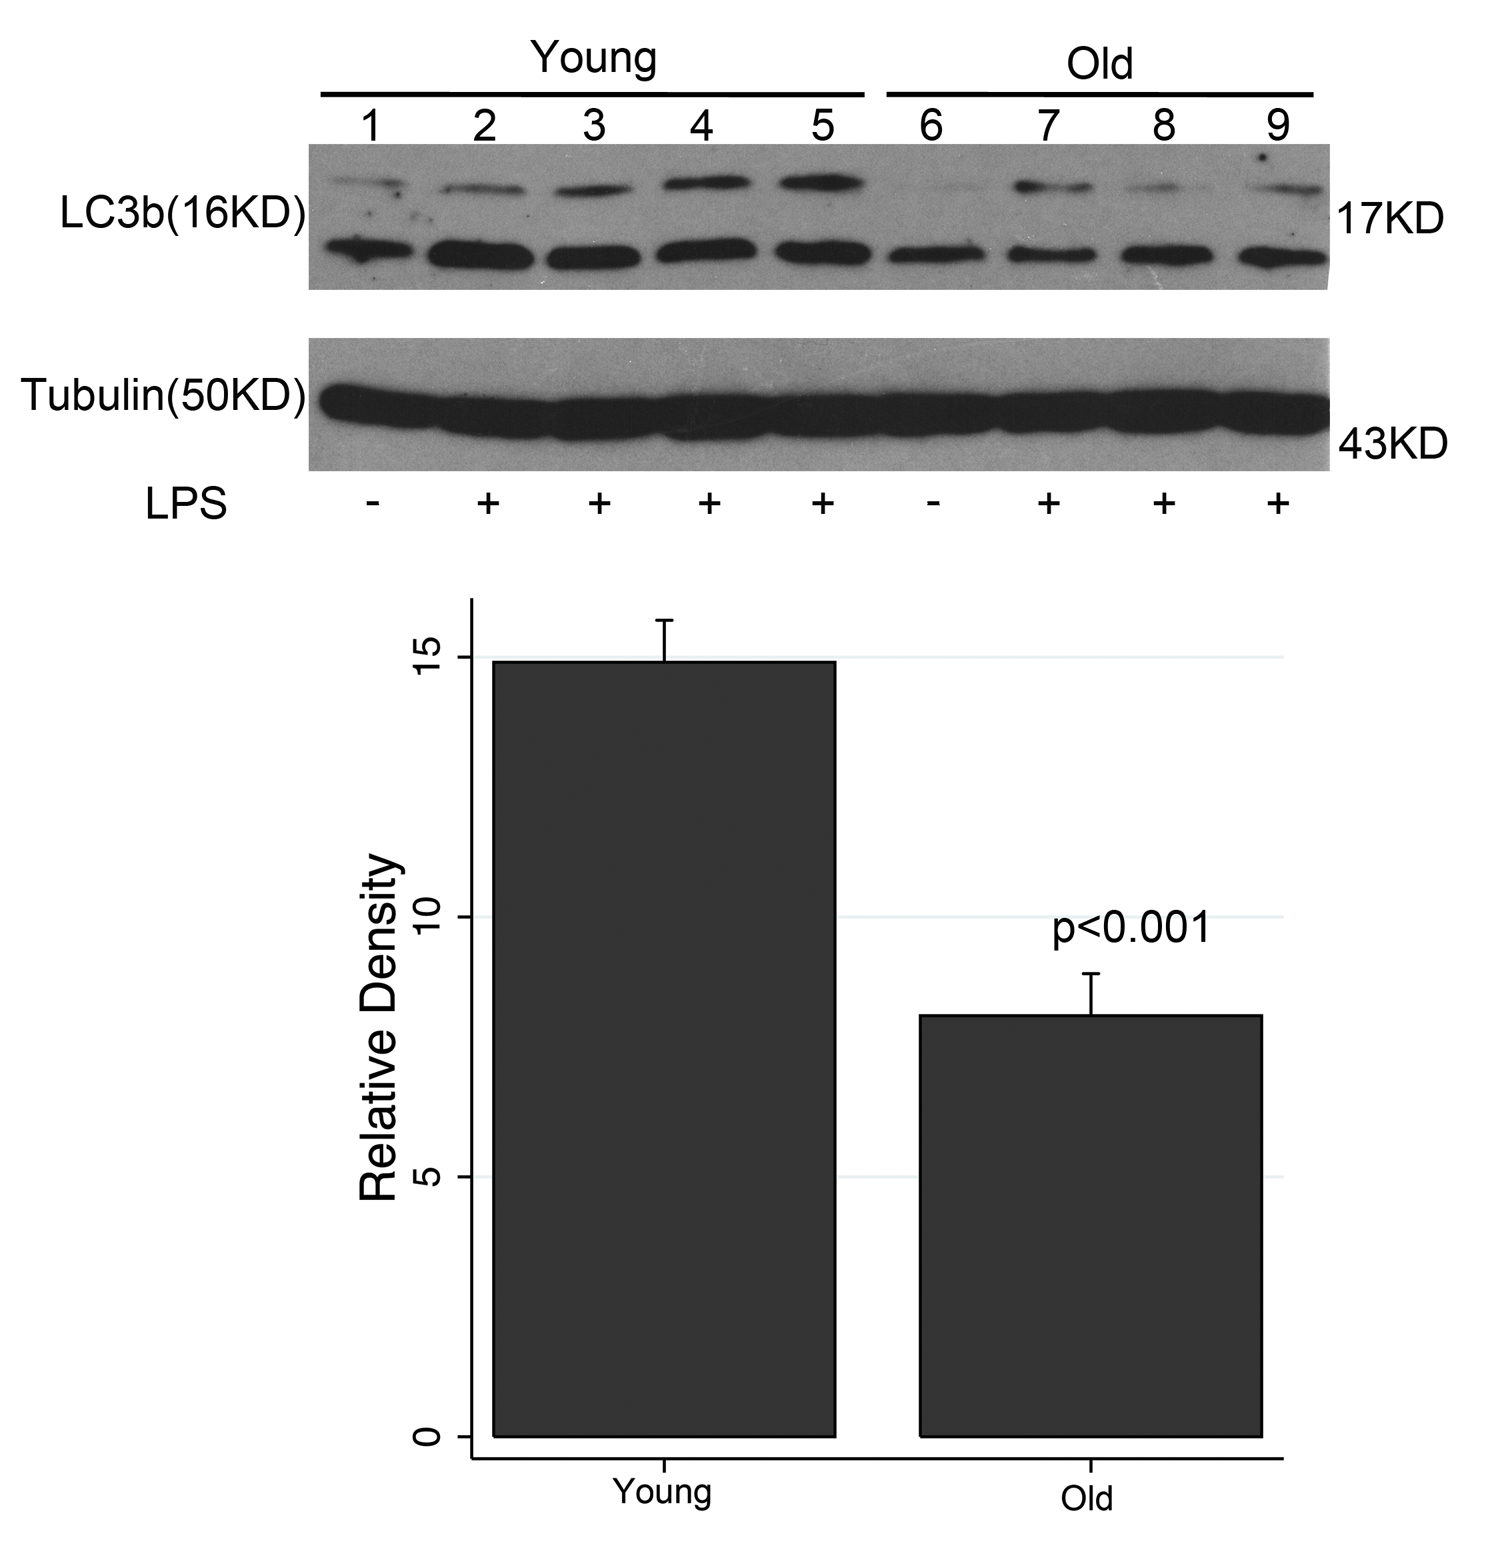 Young Old
1 2 3 4 5 6 7 8 9
LC3b(16KD) 17KD
Tubulin(50KD) 43KD
LPS - + + + + - + + +
15
10
5
0
Relative Density
p<0.001
Young Old